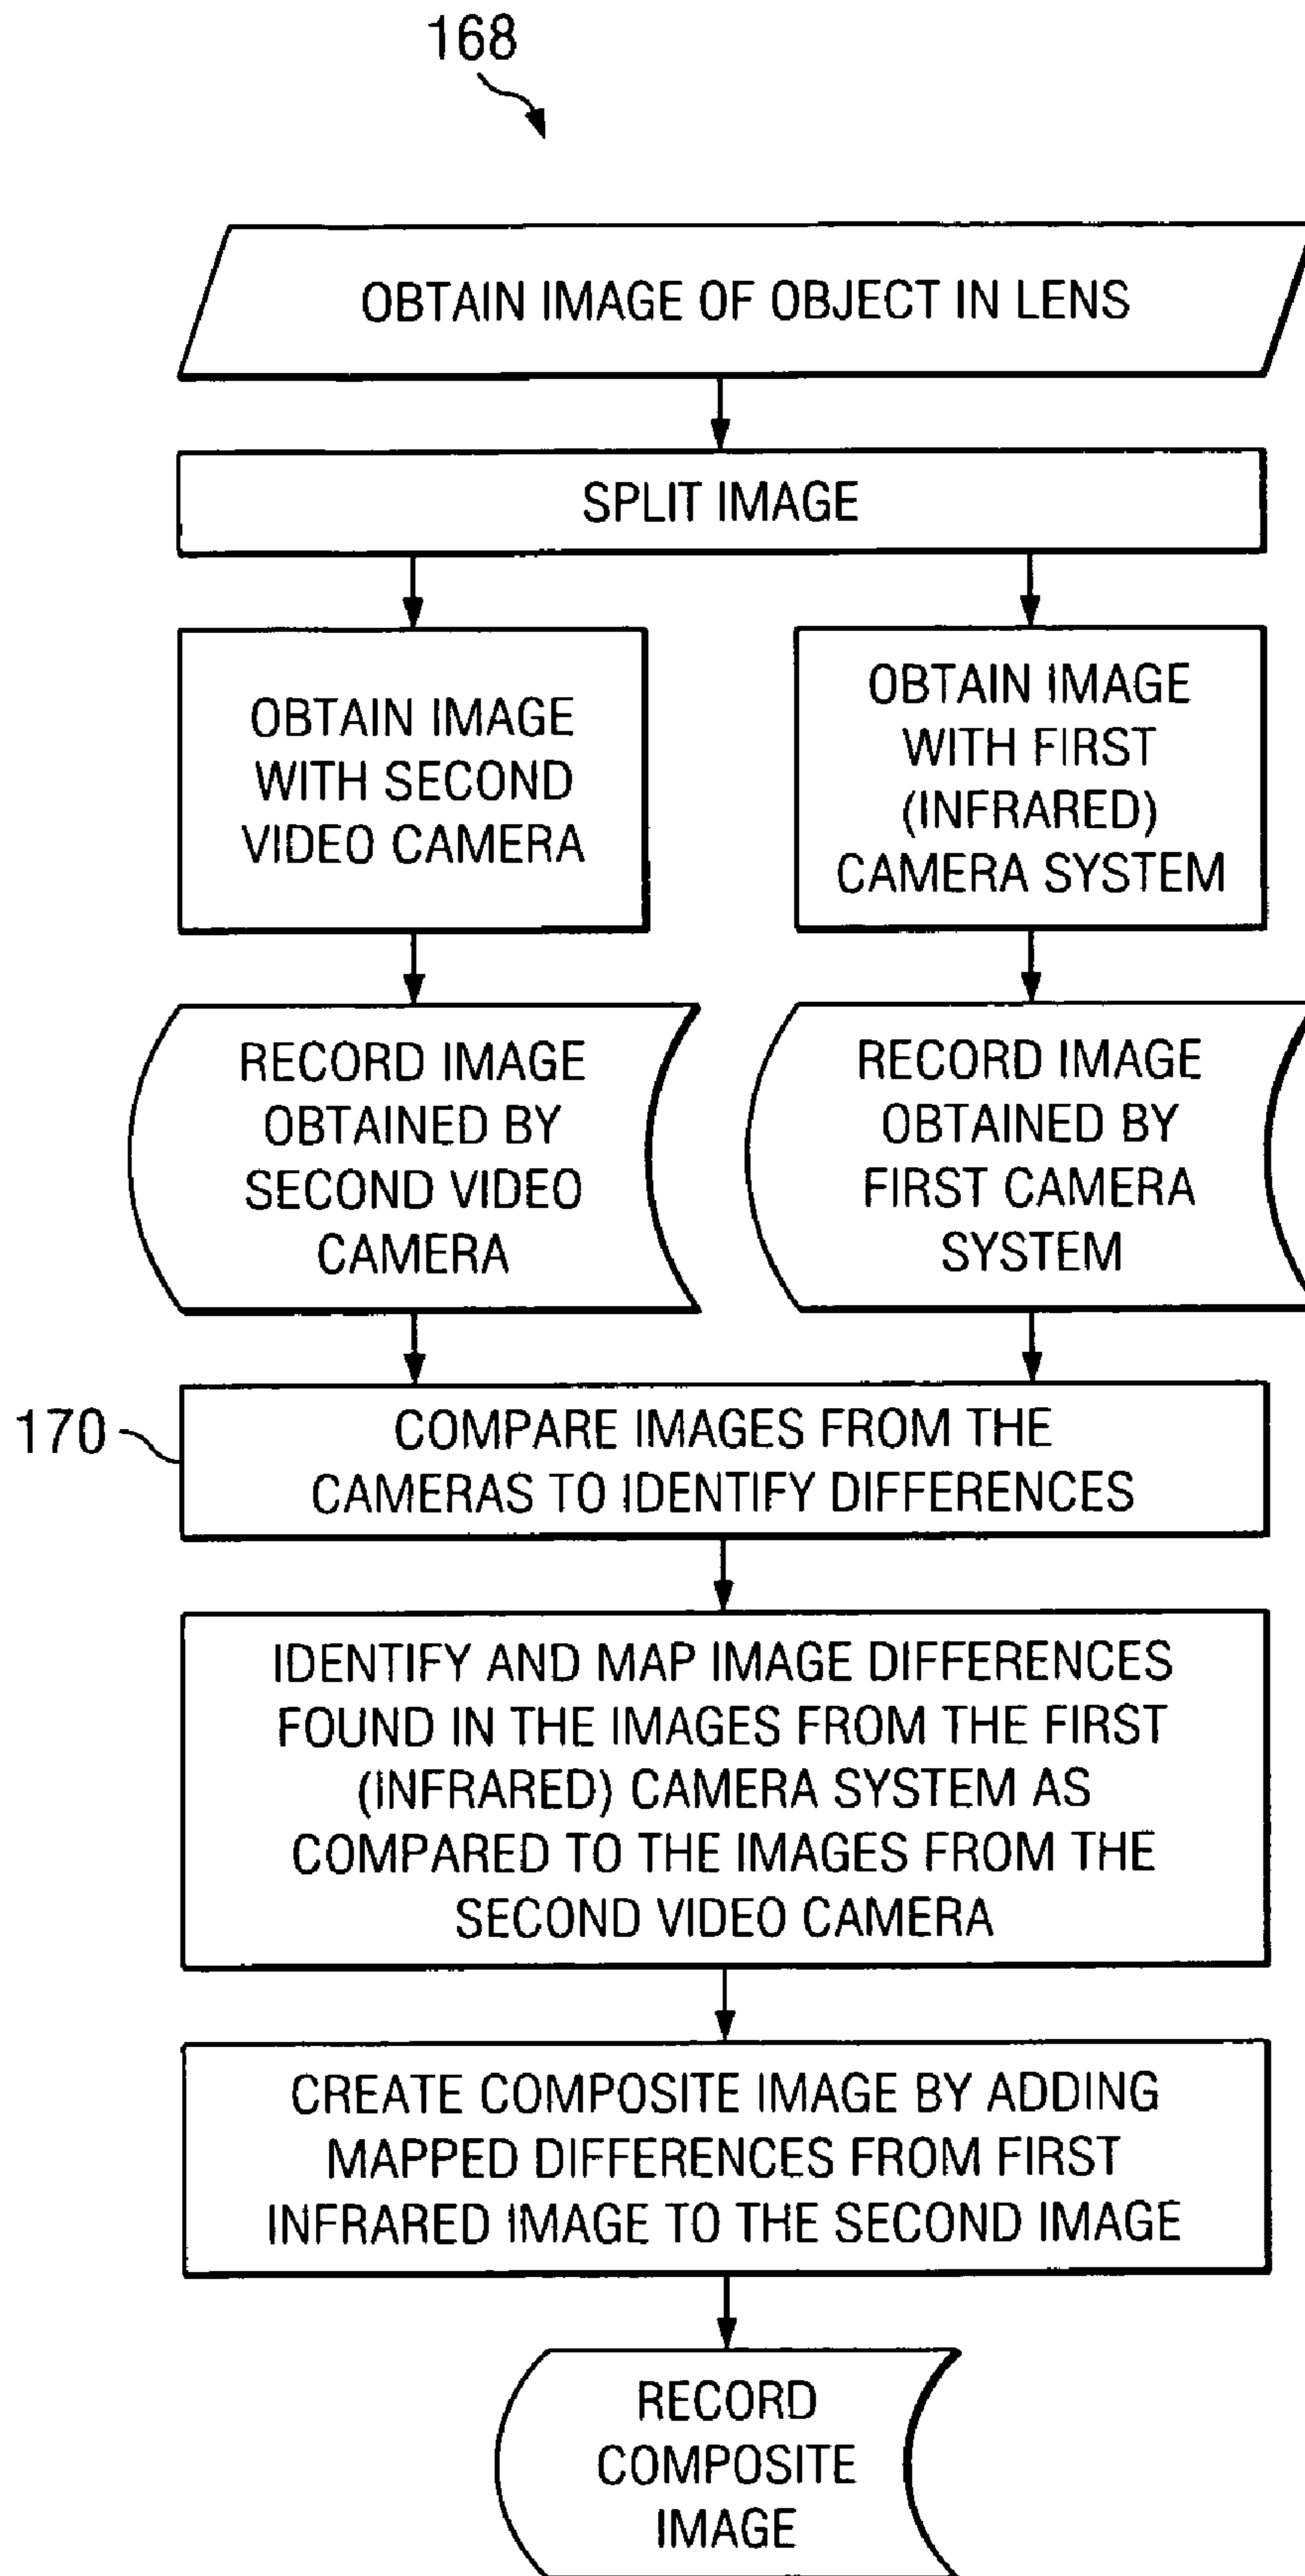 168
OBTAIN IMAGE OF OBJECT IN LENS
SPLIT IMAGE
OBTAIN IMAGE
WITH SECOND
VIDEO CAMERA
OBTAIN IMAGE
WITH FIRST
(INFRARED)
CAMERA SYSTEM
RECORD IMAGE
OBTAINED BY
SECOND VIDEO
CAMERA
RECORD IMAGE
OBTAINED BY
FIRST CAMERA
SYSTEM
170
COMPARE IMAGES FROM THE
CAMERAS TO IDENTIFY DIFFERENCES
IDENTIFY AND MAP IMAGE DIFFERENCES
FOUND IN THE IMAGES FROM THE FIRST
(INFRARED) CAMERA SYSTEM AS
COMPARED TO THE IMAGES FROM THE
SECOND VIDEO CAMERA
CREATE COMPOSITE IMAGE BY ADDING
MAPPED DIFFERENCES FROM FIRST
INFRARED IMAGE TO THE SECOND IMAGE
RECORD
COMPOSITE
IMAGE